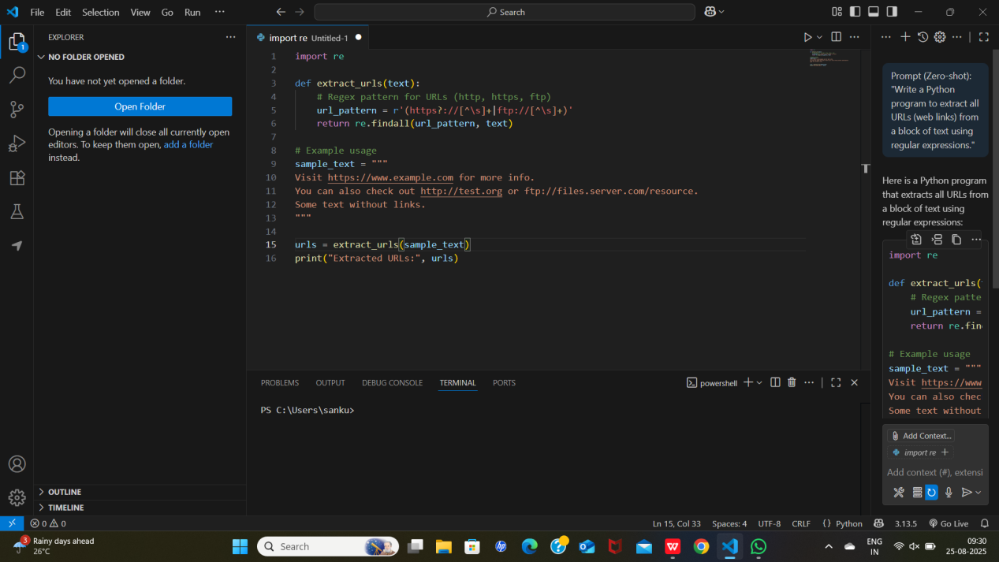 File Edit Selection View Go Run ···
Search
EXPLORER
NO FOLDER OPENED
You have not yet opened a folder.
Open Folder
Opening a folder will close all currently open
editors. To keep them open, add a folder
instead.
OUTLINE
TIMELINE
1
import re Untitled-1
1 import re
2
3 def extract_urls(text):
4 # Regex pattern for URLs (http, https, ftp)
5 url_pattern = r'(https?://[^\s]+|ftp://[^\s]+)'
6 return re.findall(url_pattern, text)
7
8 # Example usage
9 sample_text = """
10 Visit https://www.example.com for more info.
11 You can also check out http://test.org or ftp://files.server.com/resource.
12 Some text without links.
13 """
14
15 urls = extract_urls(sample_text)
16 print("Extracted URLs:", urls)
PROBLEMS OUTPUT DEBUG CONSOLE TERMINAL PORTS
powershell
PS C:\Users\sanku>
Prompt (Zero-shot):
"Write a Python
program to extract all
URLs (web links) from
a block of text using
regular expressions."
Here is a Python program
that extracts all URLs from
a block of text using
regular expressions:
import re
def extract_urls(
# Regex patte
url_pattern =
return re.fin
# Example usage
sample_text = """
Visit https://www
You can also chec
Some text without
Add Context...
import re
Add context (#), extensi
0 0
Ln 15, Col 33 Spaces: 4 UTF-8 CRLF {} Python 3.13.5 Go Live
3
Rainy days ahead
26°C
Search
hp
W
ENG
IN
09:30
25-08-2025